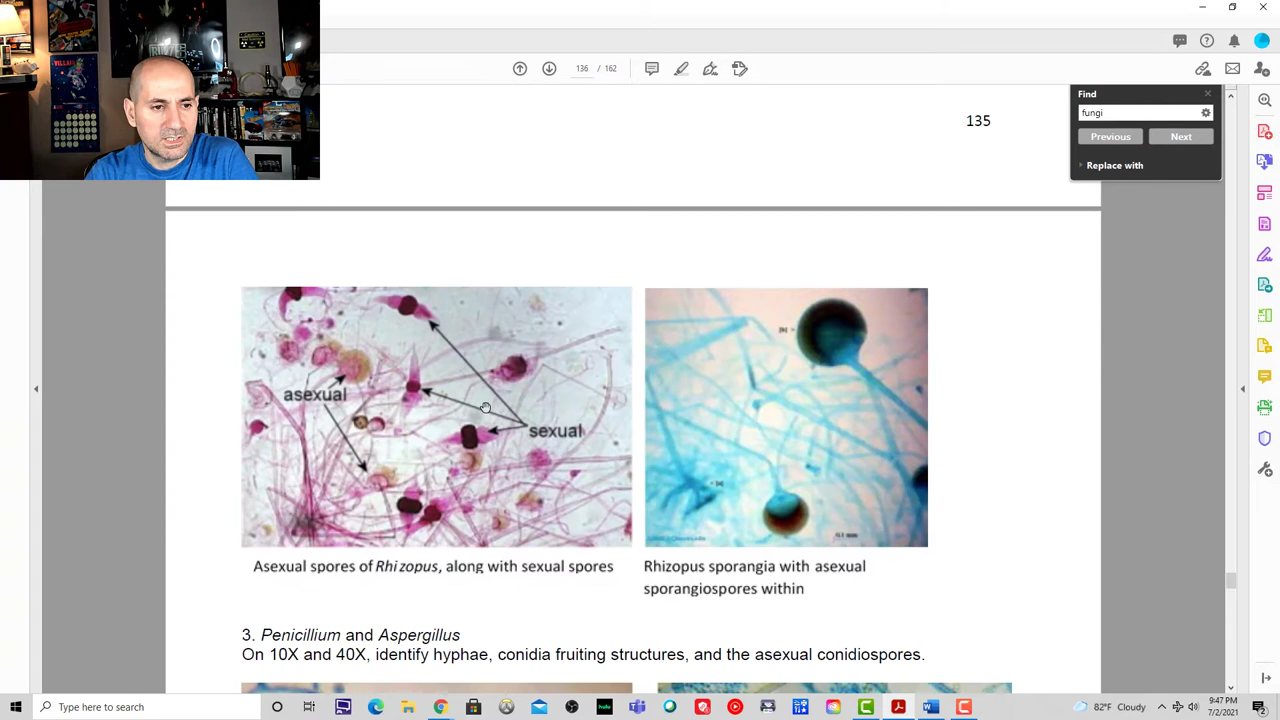 136 / 162
Find
fungi
Previous
Next
Replace with
135
asexual
sexual
[b]
[a]
Asexual spores of Rhizopus, along with sexual spores
Rhizopus sporangia with asexual
sporangiospores within
3. Penicillium and Aspergillus
On 10X and 40X, identify hyphae, conidia fruiting structures, and the asexual conidiospores.
Type here to search
hulu
82°F Cloudy
9:47 PM
7/2/2021
2